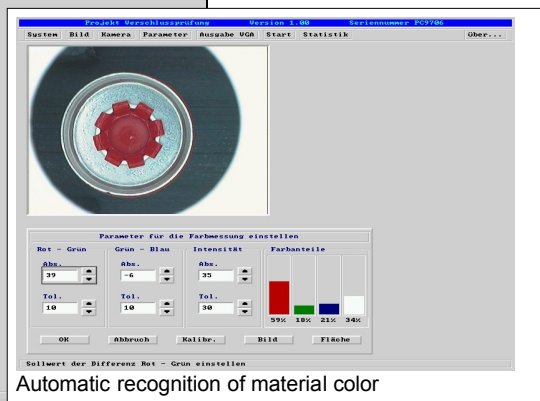 Projekt Verschlussprüfung Version 1.00 Seriennummer PC9706
System Bild Kamera Parameter Ausgabe VGA Start Statistik Über...
Parameter für die Farbmessung einstellen
Rot - Grün Grün - Blau Intensität Farbanteile
Abs. Abs. Abs.
39 -6 35
Tol. Tol. Tol.
10 10 30
59% 18% 21% 34%
OK Abbruch Kalibr. Bild Fläche
Sollwert der Differenz Rot - Grün einstellen
Automatic recognition of material color